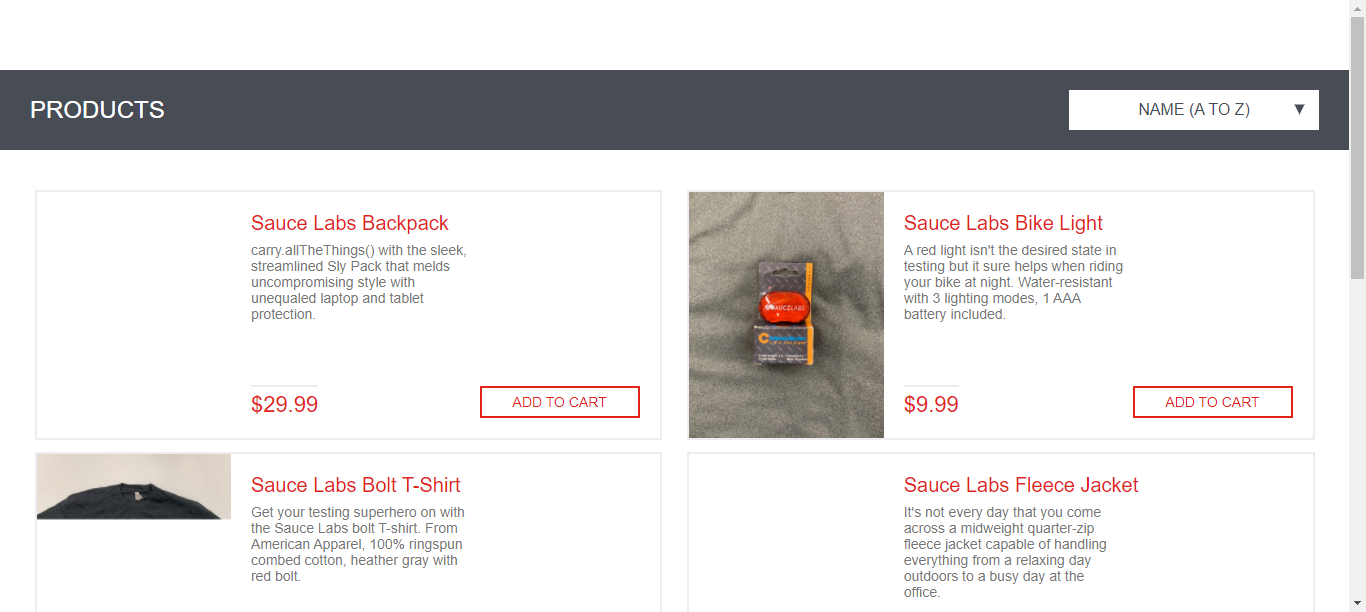 PRODUCTS
NAME (A TO Z)
Sauce Labs Backpack
carry.allTheThings() with the sleek,
streamlined Sly Pack that melds
uncompromising style with
unequaled laptop and tablet
protection.
$29.99
ADD TO CART
Sauce Labs Bike Light
A red light isn't the desired state in
testing but it sure helps when riding
your bike at night. Water-resistant
with 3 lighting modes, 1 AAA
battery included.
$9.99
ADD TO CART
Sauce Labs Bolt T-Shirt
Get your testing superhero on with
the Sauce Labs bolt T-shirt. From
American Apparel, 100% ringspun
combed cotton, heather gray with
red bolt.
Sauce Labs Fleece Jacket
It's not every day that you come
across a midweight quarter-zip
fleece jacket capable of handling
everything from a relaxing day
outdoors to a busy day at the
office.